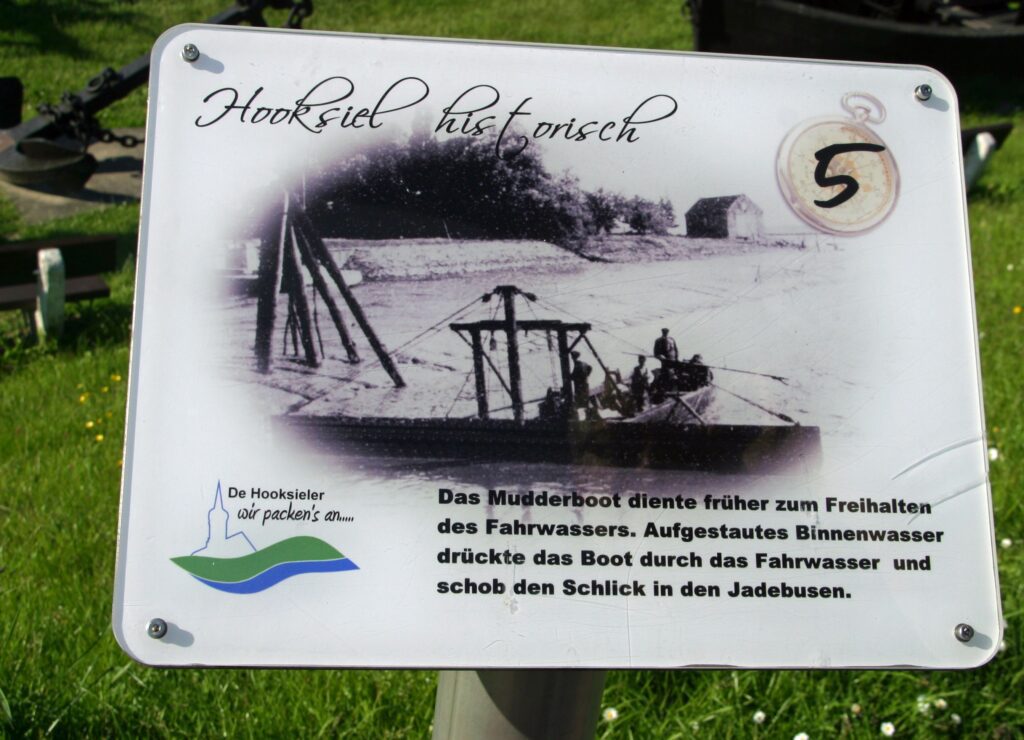 Hooksiel historisch
5
De Hooksieler
wir packen's an.....
Das Mudderboot diente früher zum Freihalten
des Fahrwassers. Aufgestautes Binnenwasser
drückte das Boot durch das Fahrwasser und
schob den Schlick in den Jadebusen.